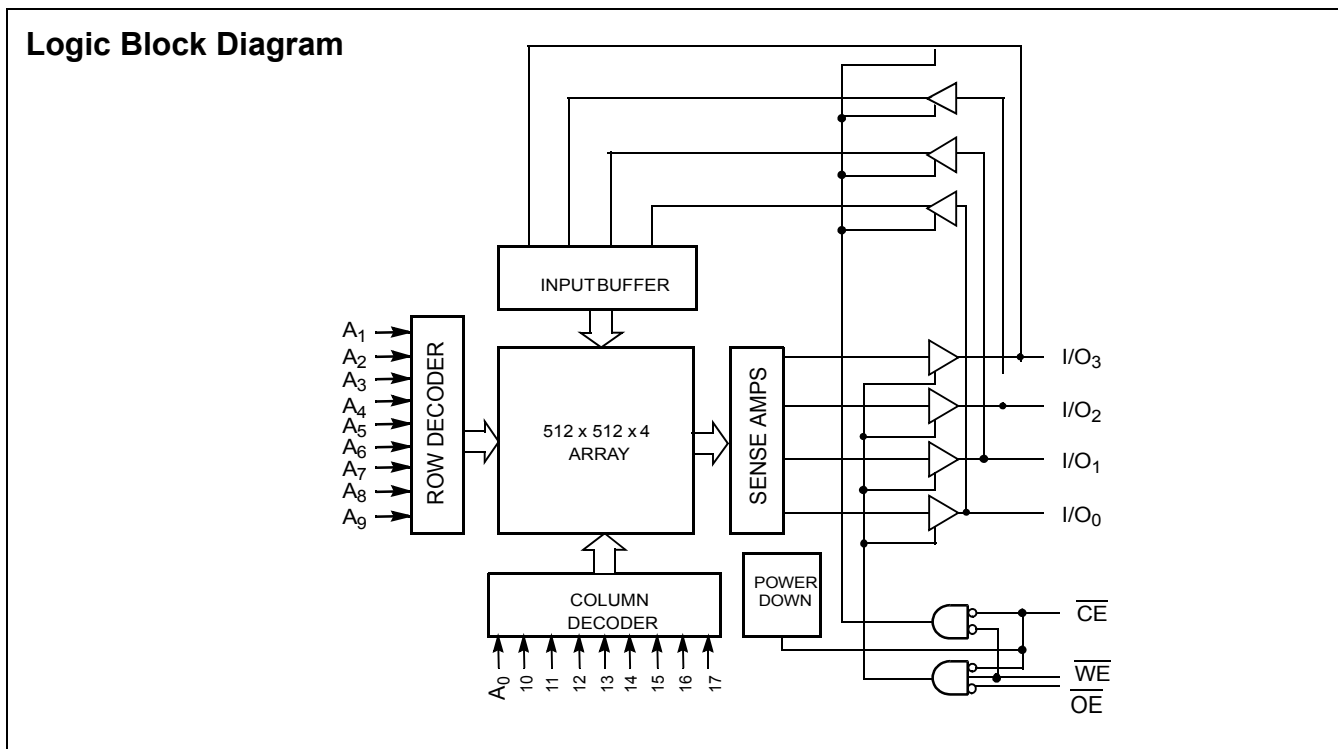 Logic Block Diagram
INPUT BUFFER
A1
A2
A3
A4
A5
A6
A7
A8
A9
ROW DECODER
512 x 512 x 4
ARRAY
SENSE AMPS
I/O3
I/O2
I/O1
I/O0
COLUMN
DECODER
POWER
DOWN
CE
WE
OE
A0
10
11
12
13
14
15
16
17